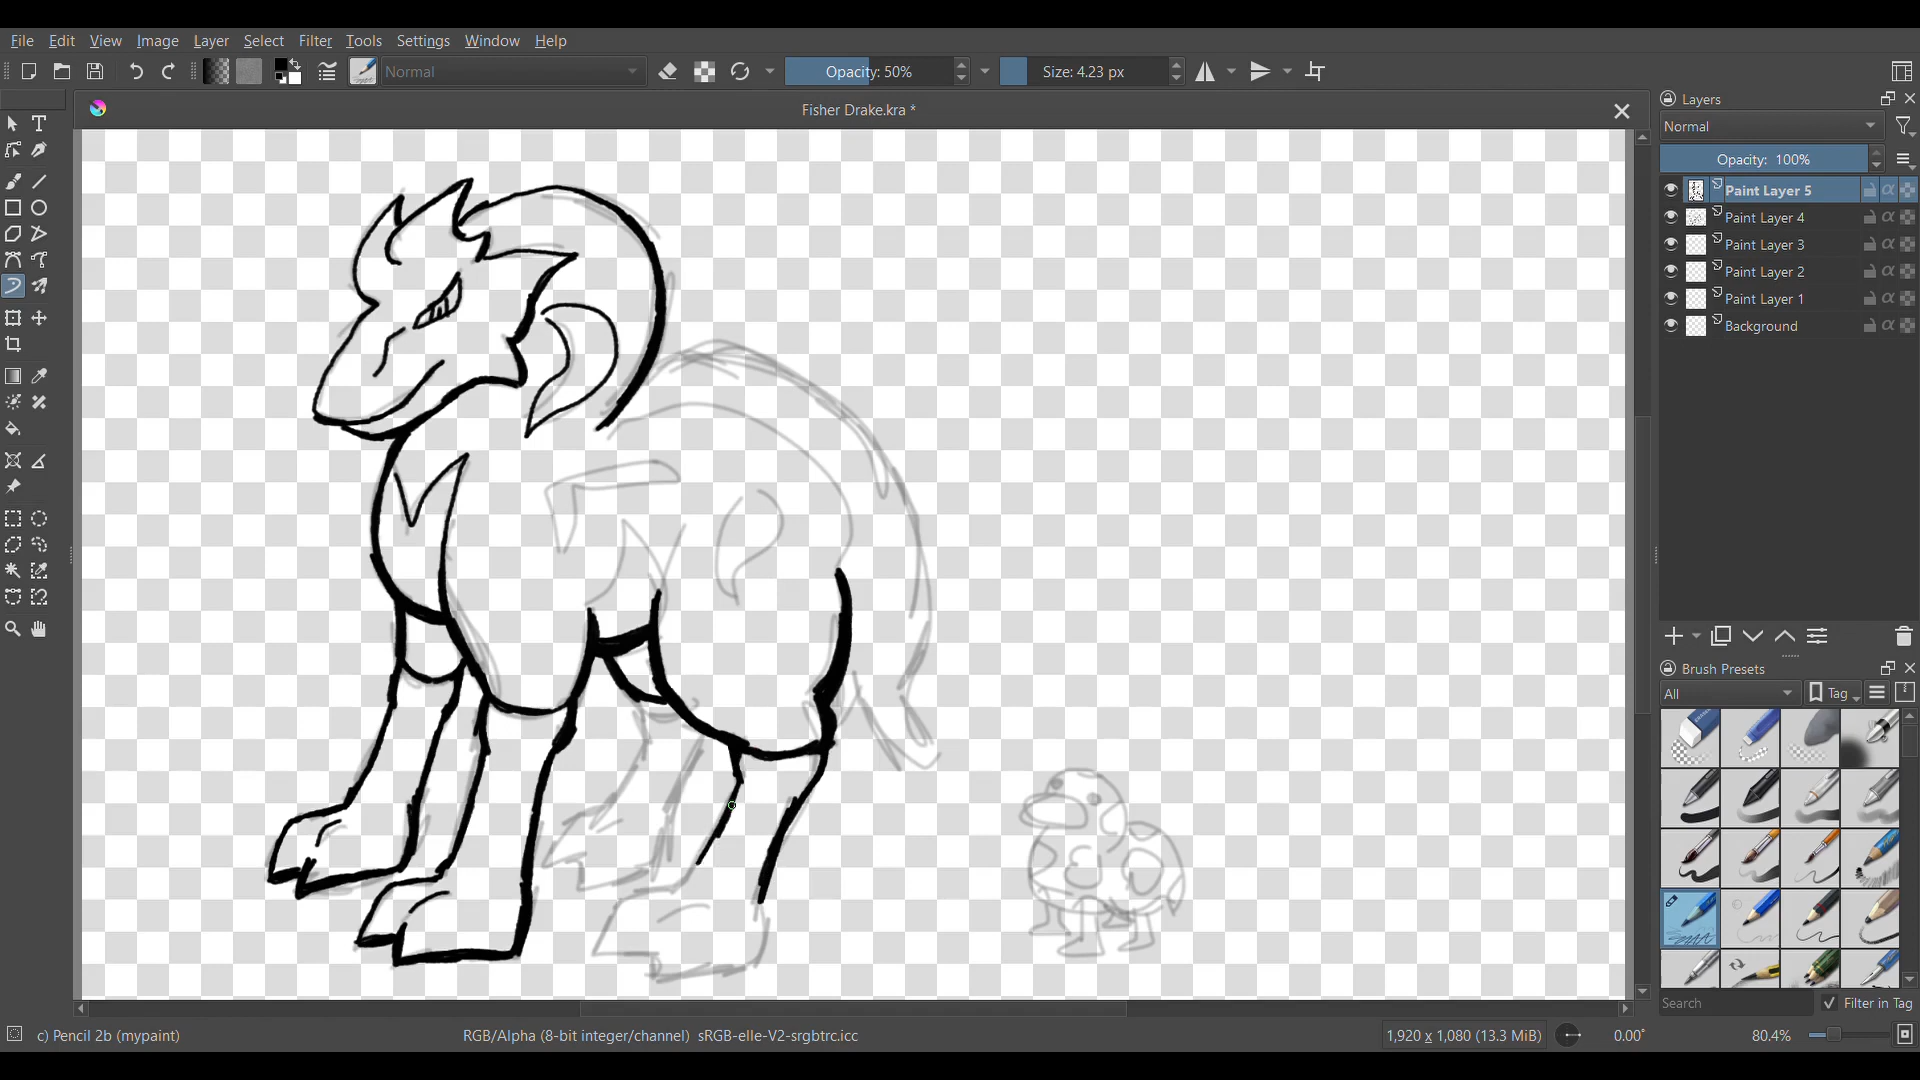 File Edit View Image Layer Select Filter Tools Settings Window Help
Normal
Opacity: 50%
Size: 4.23 px
Fisher Drake.kra *
Layers
Normal
Opacity: 100%
Paint Layer 5
Paint Layer 4
Paint Layer 3
Paint Layer 2
Paint Layer 1
Background
Brush Presets
All
Tag
Search
Filter in Tag
c) Pencil 2b (mypaint)
RGB/Alpha (8-bit integer/channel) sRGB-elle-V2-srgbtrc.icc
1,920 x 1,080 (13.3 MiB)
0.00°
80.4%